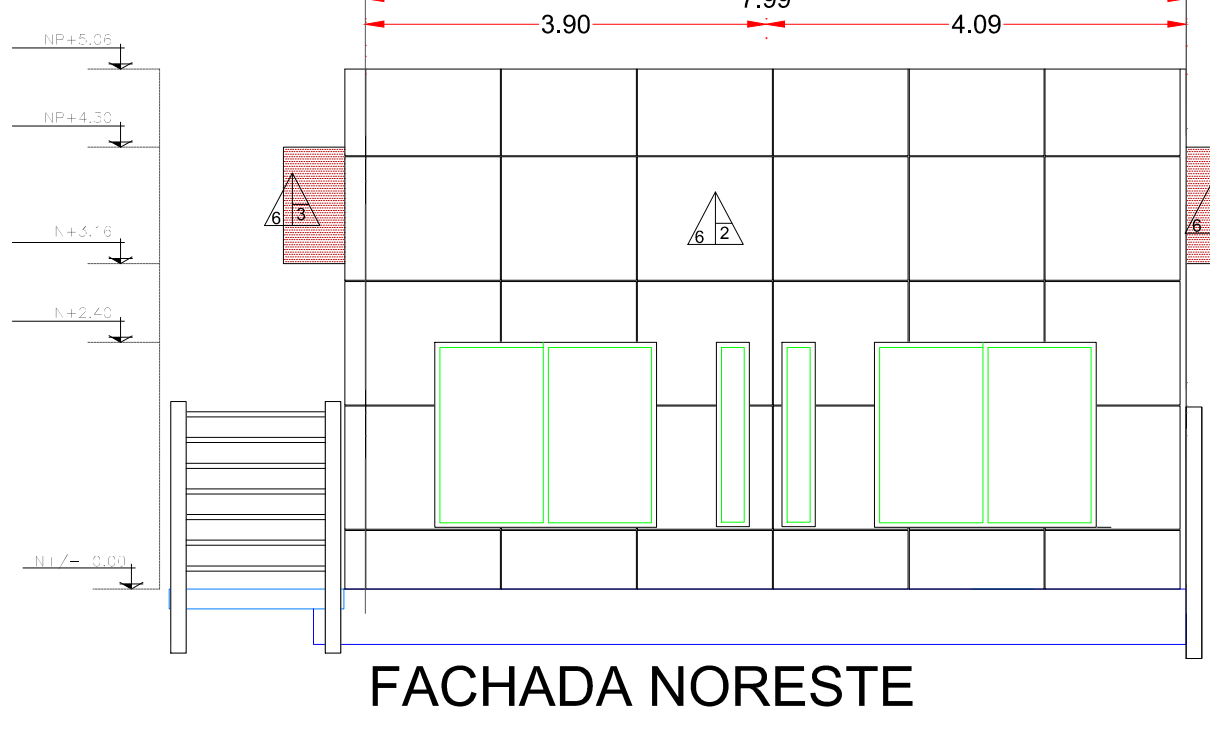 7.99
3.90 4.09
NP+5.06
NP+4.30
6 3
6 2
6
N+3.16
N+2.40
N+/- 0.00
FACHADA NORESTE